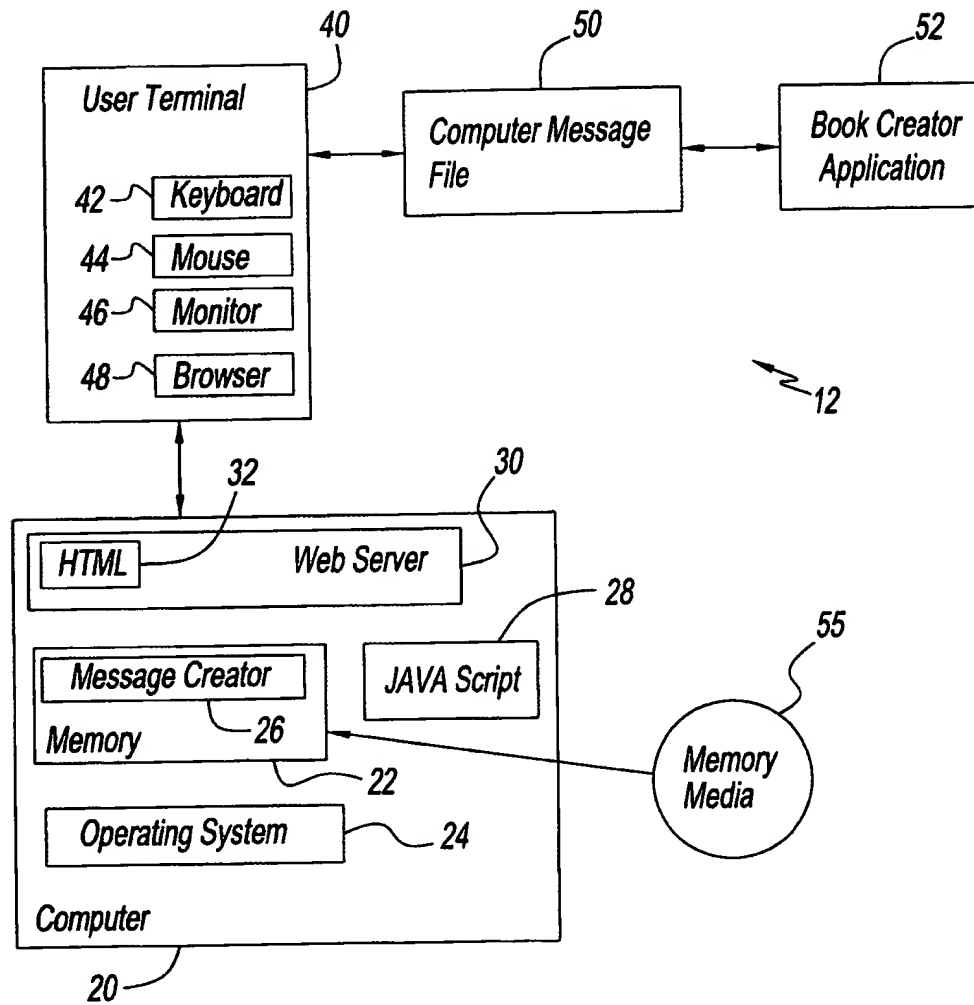 40
50
52
User Terminal
Computer Message
File
Book Creator
Application
42
Keyboard
44
Mouse
46
Monitor
48
Browser
12
32
30
HTML
Web Server
28
Message Creator
JAVA Script
55
26
Memory
22
Memory
Media
Operating System
24
Computer
20